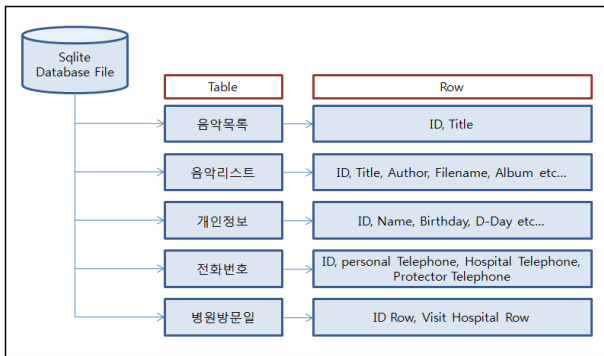 Sqlite
Database File
Table
Row
음악목록
ID, Title
음악리스트
ID, Title, Author, Filename, Album etc...
개인정보
ID, Name, Birthday, D-Day etc...
전화번호
ID, personal Telephone, Hospital Telephone,
Protector Telephone
병원방문일
ID Row, Visit Hospital Row